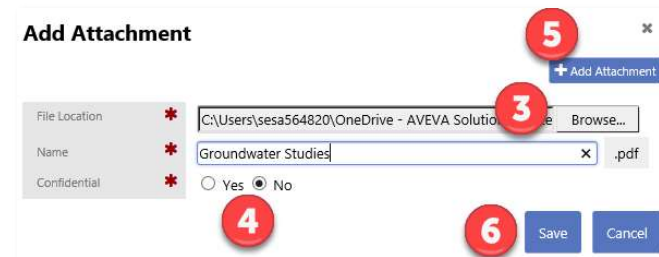 Add Attachment
5
+ Add Attachment
File Location * C:\Users\sesa564820\OneDrive - AVEVA Solution 3 e Browse...
Name * Groundwater Studies x .pdf
Confidential * Yes No
4
6 Save Cancel